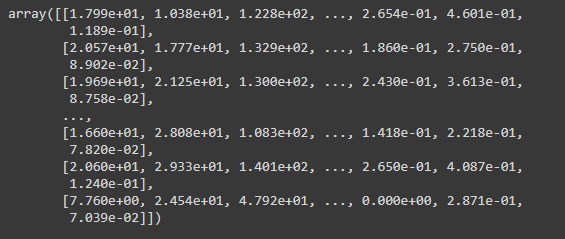 array([[1.799e+01, 1.038e+01, 1.228e+02, ..., 2.654e-01, 4.601e-01,
1.189e-01],
[2.057e+01, 1.777e+01, 1.329e+02, ..., 1.860e-01, 2.750e-01,
8.902e-02],
[1.969e+01, 2.125e+01, 1.300e+02, ..., 2.430e-01, 3.613e-01,
8.758e-02],
...,
[1.660e+01, 2.808e+01, 1.083e+02, ..., 1.418e-01, 2.218e-01,
7.820e-02],
[2.060e+01, 2.933e+01, 1.401e+02, ..., 2.650e-01, 4.087e-01,
1.240e-01],
[7.760e+00, 2.454e+01, 4.792e+01, ..., 0.000e+00, 2.871e-01,
7.039e-02]])